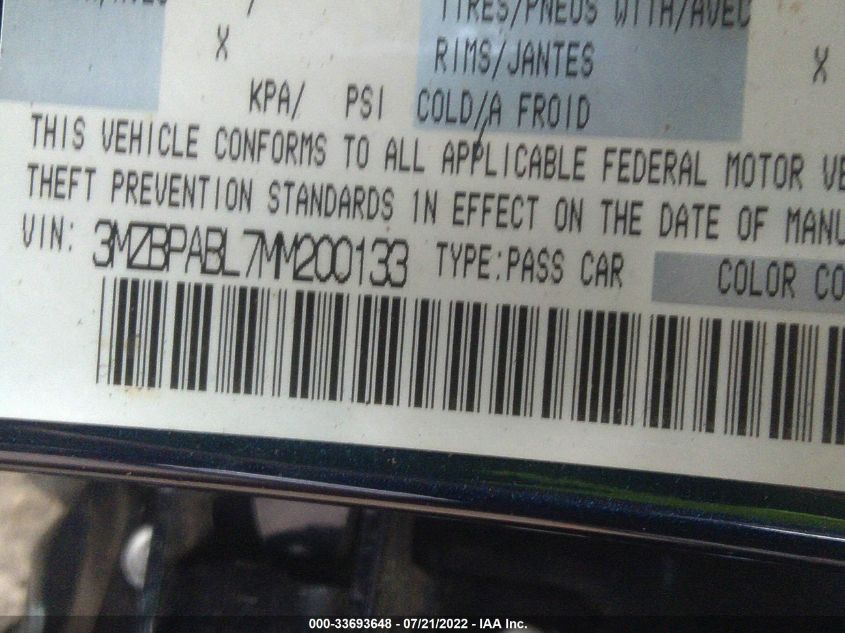 X
TIRES/PNEUS WITH/AVEC
RIMS/JANTES
X
KPA/ PSI COLD/A FROID
THIS VEHICLE CONFORMS TO ALL APPLICABLE FEDERAL MOTOR VE
THEFT PREVENTION STANDARDS IN EFFECT ON THE DATE OF MANU
VIN: 3MZBPABL7MM200133 TYPE:PASS CAR COLOR CO
000-33693648 - 07/21/2022 - IAA Inc.